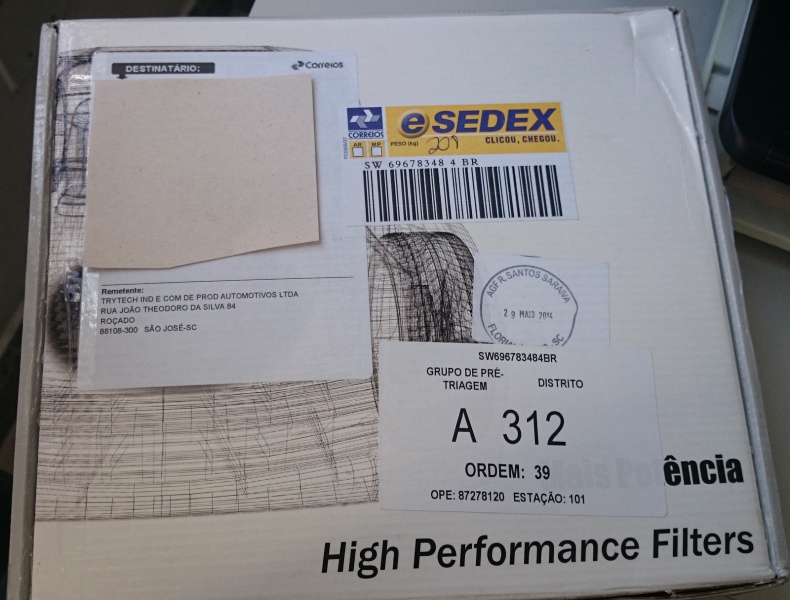 DESTINATÁRIO:
Correios
Remetente:
TRYTECH IND E COM DE PROD AUTOMOTIVOS LTDA
RUA JOÃO THEODORO DA SILVA 84
ROÇADO
88108-300 SÃO JOSÉ-SC
CORREIOS
e SEDEX
CLICOU, CHEGOU.
AR MP PESO (kg)
SW 69678348 4 BR
AGF R. SANTOS SARAIVA
29 MAIO 2014
SW696783484BR
GRUPO DE PRÉ-
TRIAGEM
DISTRITO
A 312
ORDEM: 39
OPE: 87278120 ESTAÇÃO: 101
Mais Potência
High Performance Filters